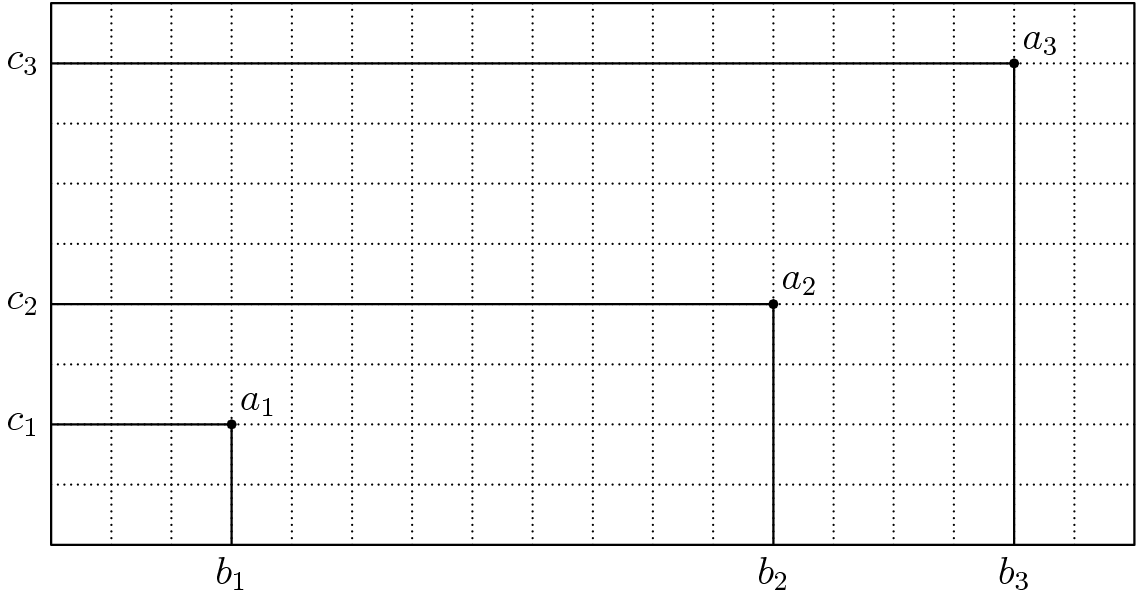 a₃
c₃
a₂
c₂
a₁
c₁
b₁ b₂ b₃